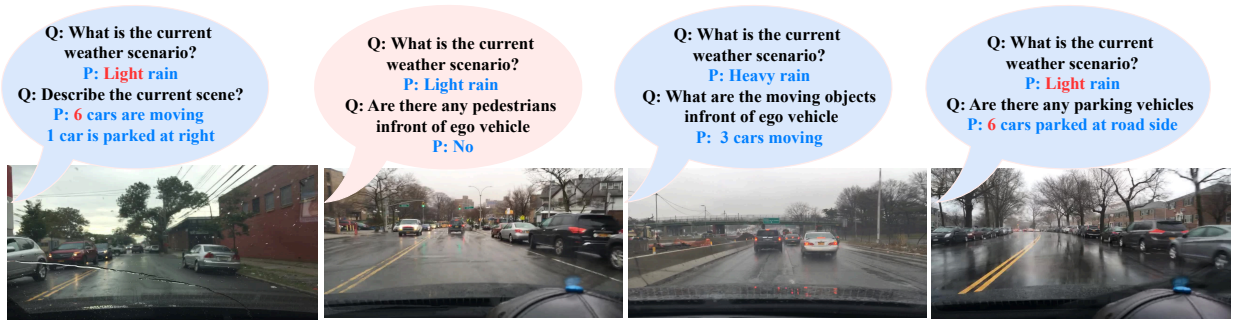 Q: What is the current
weather scenario?
P: Light rain
Q: Describe the current scene?
P: 6 cars are moving
1 car is parked at right
Q: What is the current
weather scenario?
P: Light rain
Q: Are there any pedestrians
infront of ego vehicle
P: No
Q: What is the current
weather scenario?
P: Heavy rain
Q: What are the moving objects
infront of ego vehicle
P: 3 cars moving
Q: What is the current
weather scenario?
P: Light rain
Q: Are there any parking vehicles
P: 6 cars parked at road side